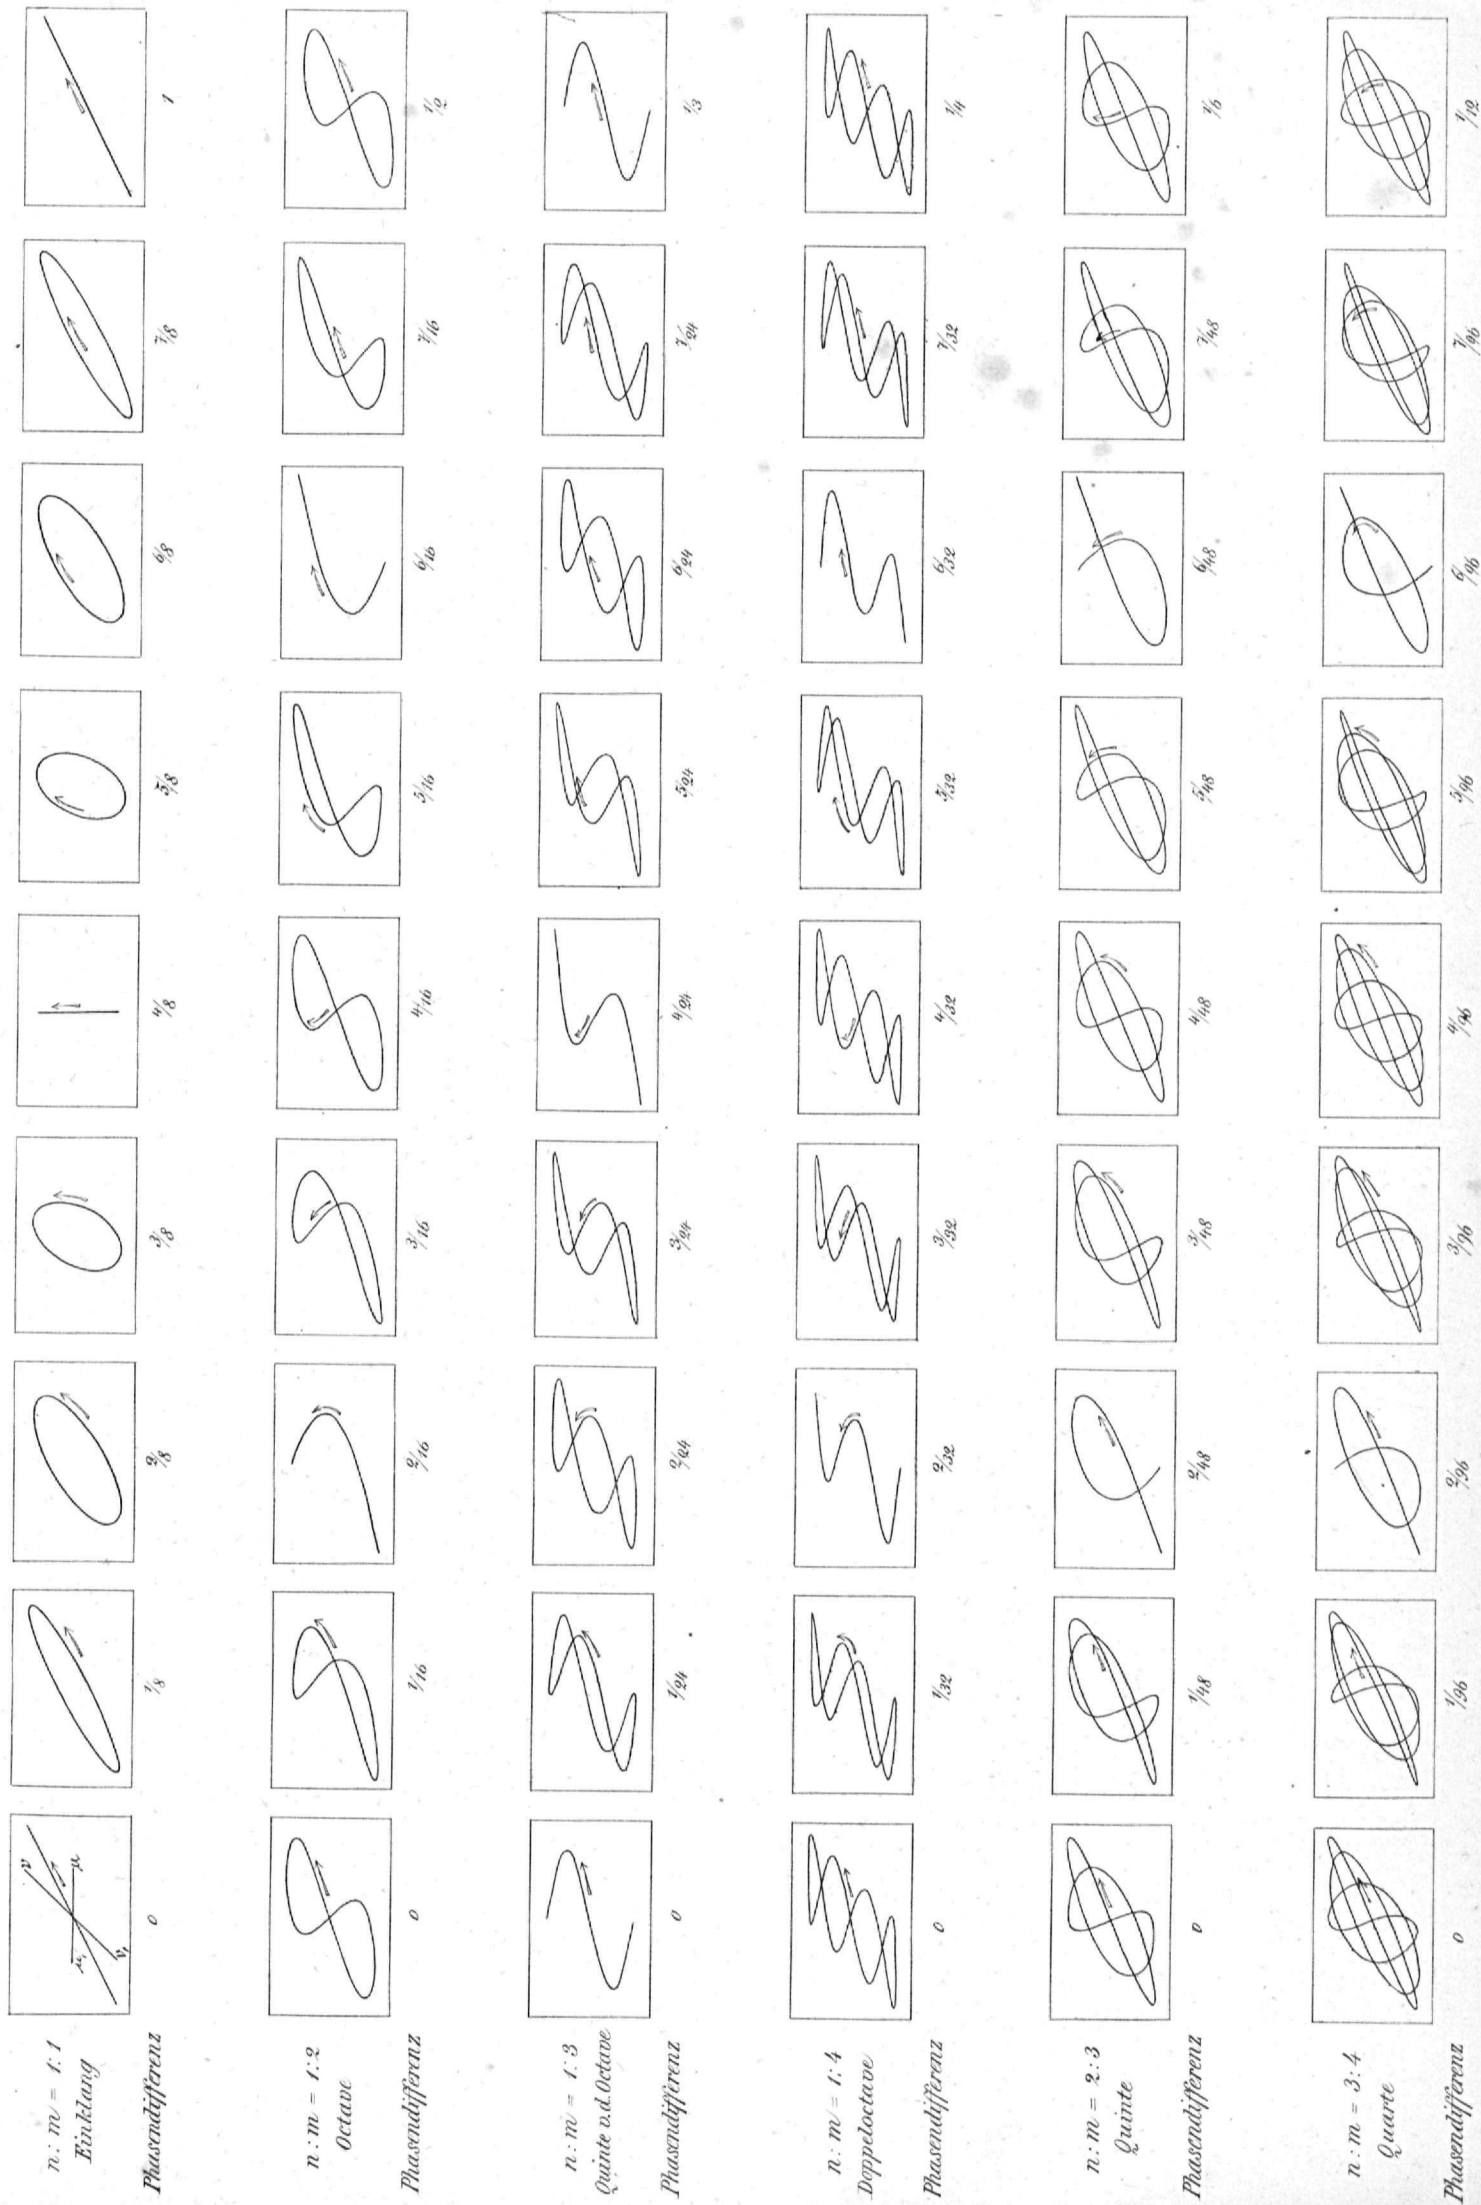 n : m = 1 : 1
Einklang
v
u
u₁
v₁
Phasendifferenz
0 1/8 2/8 3/8 4/8 5/8 6/8 7/8 1
n : m = 1 : 2
Octave
Phasendifferenz
0 1/16 2/16 3/16 4/16 5/16 6/16 7/16 1/2
n : m = 1 : 3
Quinte v. d. Octave
Phasendifferenz
0 1/24 2/24 3/24 4/24 5/24 6/24 7/24 1/3
n : m = 1 : 4
Doppeloctave
Phasendifferenz
0 1/32 2/32 3/32 4/32 5/32 6/32 7/32 1/4
n : m = 2 : 3
Quinte
Phasendifferenz
0 1/48 2/48 3/48 4/48 5/48 6/48 7/48 1/6
n : m = 3 : 4
Quarte
Phasendifferenz
0 1/96 2/96 3/96 4/96 5/96 6/96 7/96 1/12